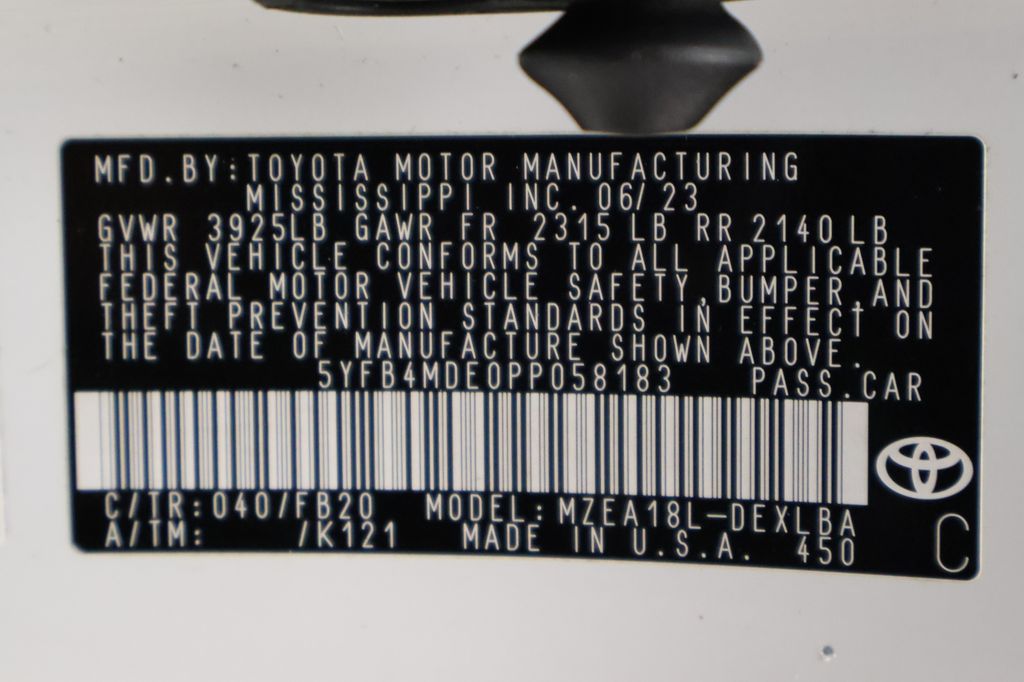 MFD.BY:TOYOTA MOTOR MANUFACTURING
MISSISSIPPI INC. 06/23
GVWR 3925LB GAWR FR 2315 LB RR 2140 LB
THIS VEHICLE CONFORMS TO ALL APPLICABLE
FEDERAL MOTOR VEHICLE SAFETY,BUMPER,AND
THEFT PREVENTION STANDARDS IN EFFECT ON
THE DATE OF MANUFACTURE SHOWN ABOVE.
5YFB4MDE0PP058183 PASS.CAR
C/TR:040/FB20 MODEL:MZEA18L-DEXLBA
A/TM: /K121 MADE IN U.S.A. 450
C